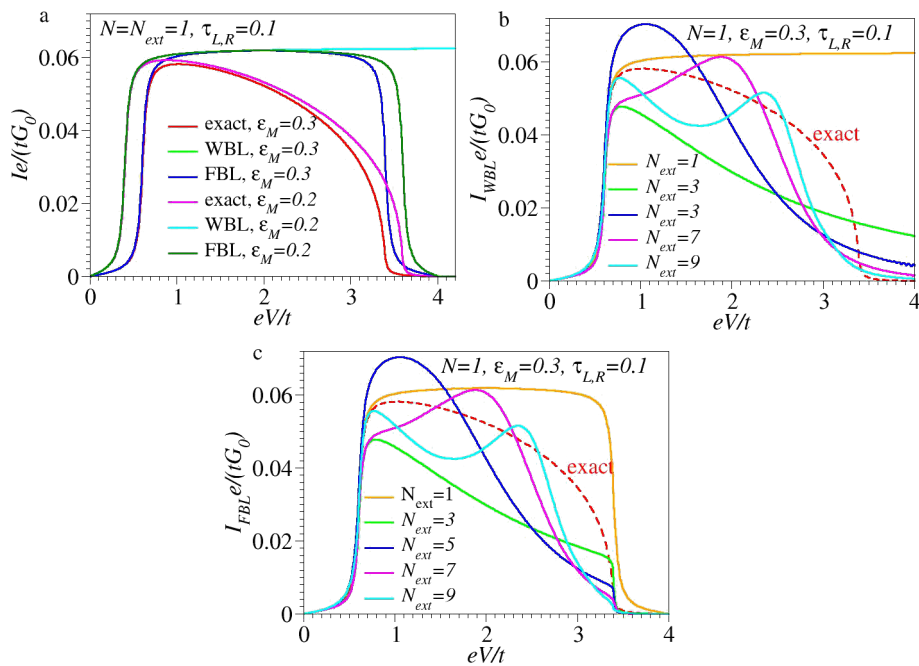 a
N=N_ext=1, τ_L,R=0.1
Ie/(tG_0)
0.06
0.04
0.02
0
exact, ε_M=0.3
WBL, ε_M=0.3
FBL, ε_M=0.3
exact, ε_M=0.2
WBL, ε_M=0.2
FBL, ε_M=0.2
0 1 2 3 4
eV/t
b
N=1, ε_M=0.3, τ_L,R=0.1
I_WBL e/(tG_0)
0.06
0.04
0.02
0
exact
N_ext=1
N_ext=3
N_ext=3
N_ext=7
N_ext=9
0 1 2 3 4
eV/t
c
N=1, ε_M=0.3, τ_L,R=0.1
I_FBL e/(tG_0)
0.06
0.04
0.02
0
exact
N_ext=1
N_ext=3
N_ext=5
N_ext=7
N_ext=9
0 1 2 3 4
eV/t